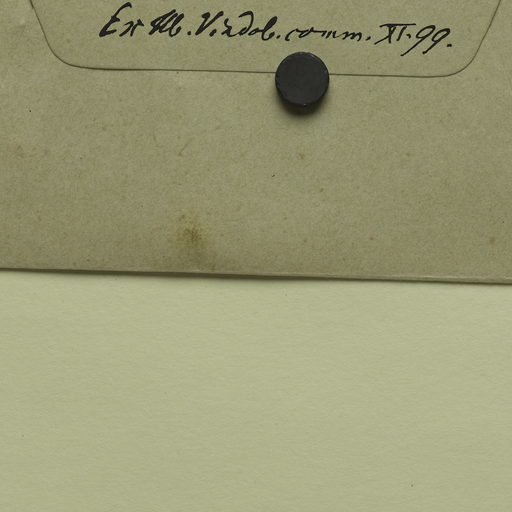 Ex Hb. Vindob. comm. XI. 99.